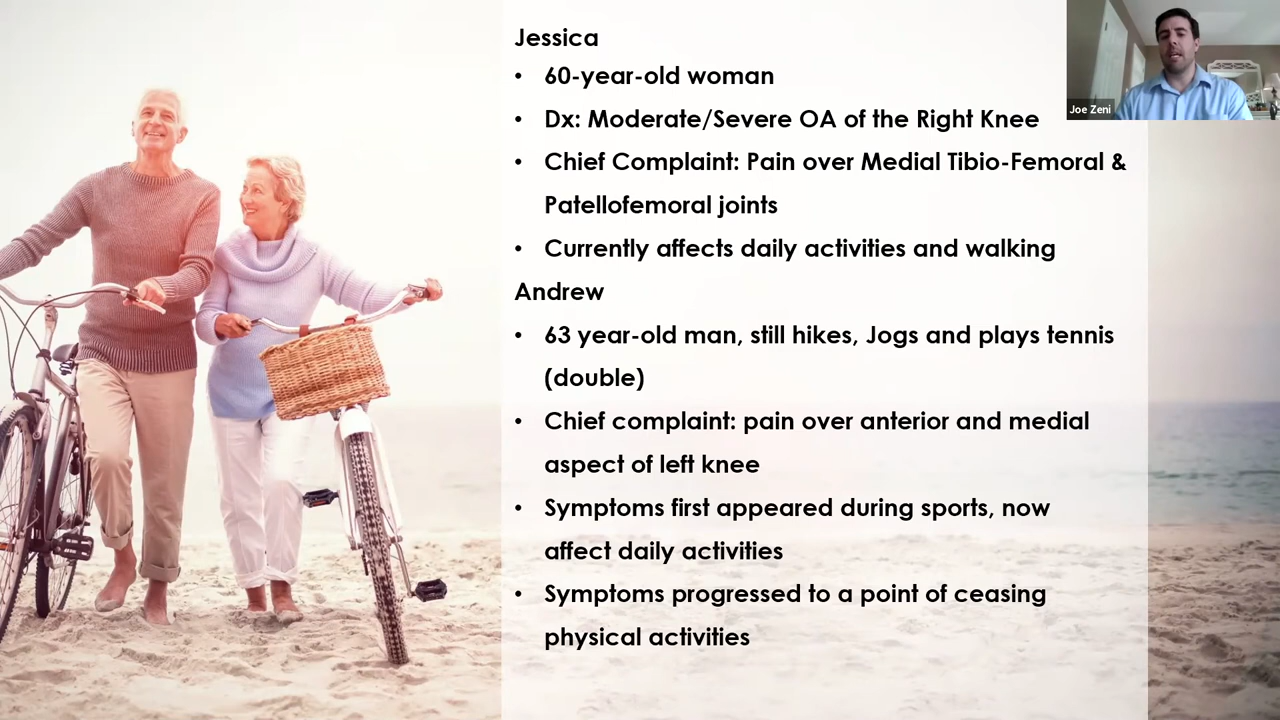 Jessica
• 60-year-old woman
• Dx: Moderate/Severe OA of the Right Knee
• Chief Complaint: Pain over Medial Tibio-Femoral &
Patellofemoral joints
• Currently affects daily activities and walking
Andrew
• 63 year-old man, still hikes, Jogs and plays tennis
(double)
• Chief complaint: pain over anterior and medial
aspect of left knee
• Symptoms first appeared during sports, now
affect daily activities
• Symptoms progressed to a point of ceasing
physical activities
Joe Zeni